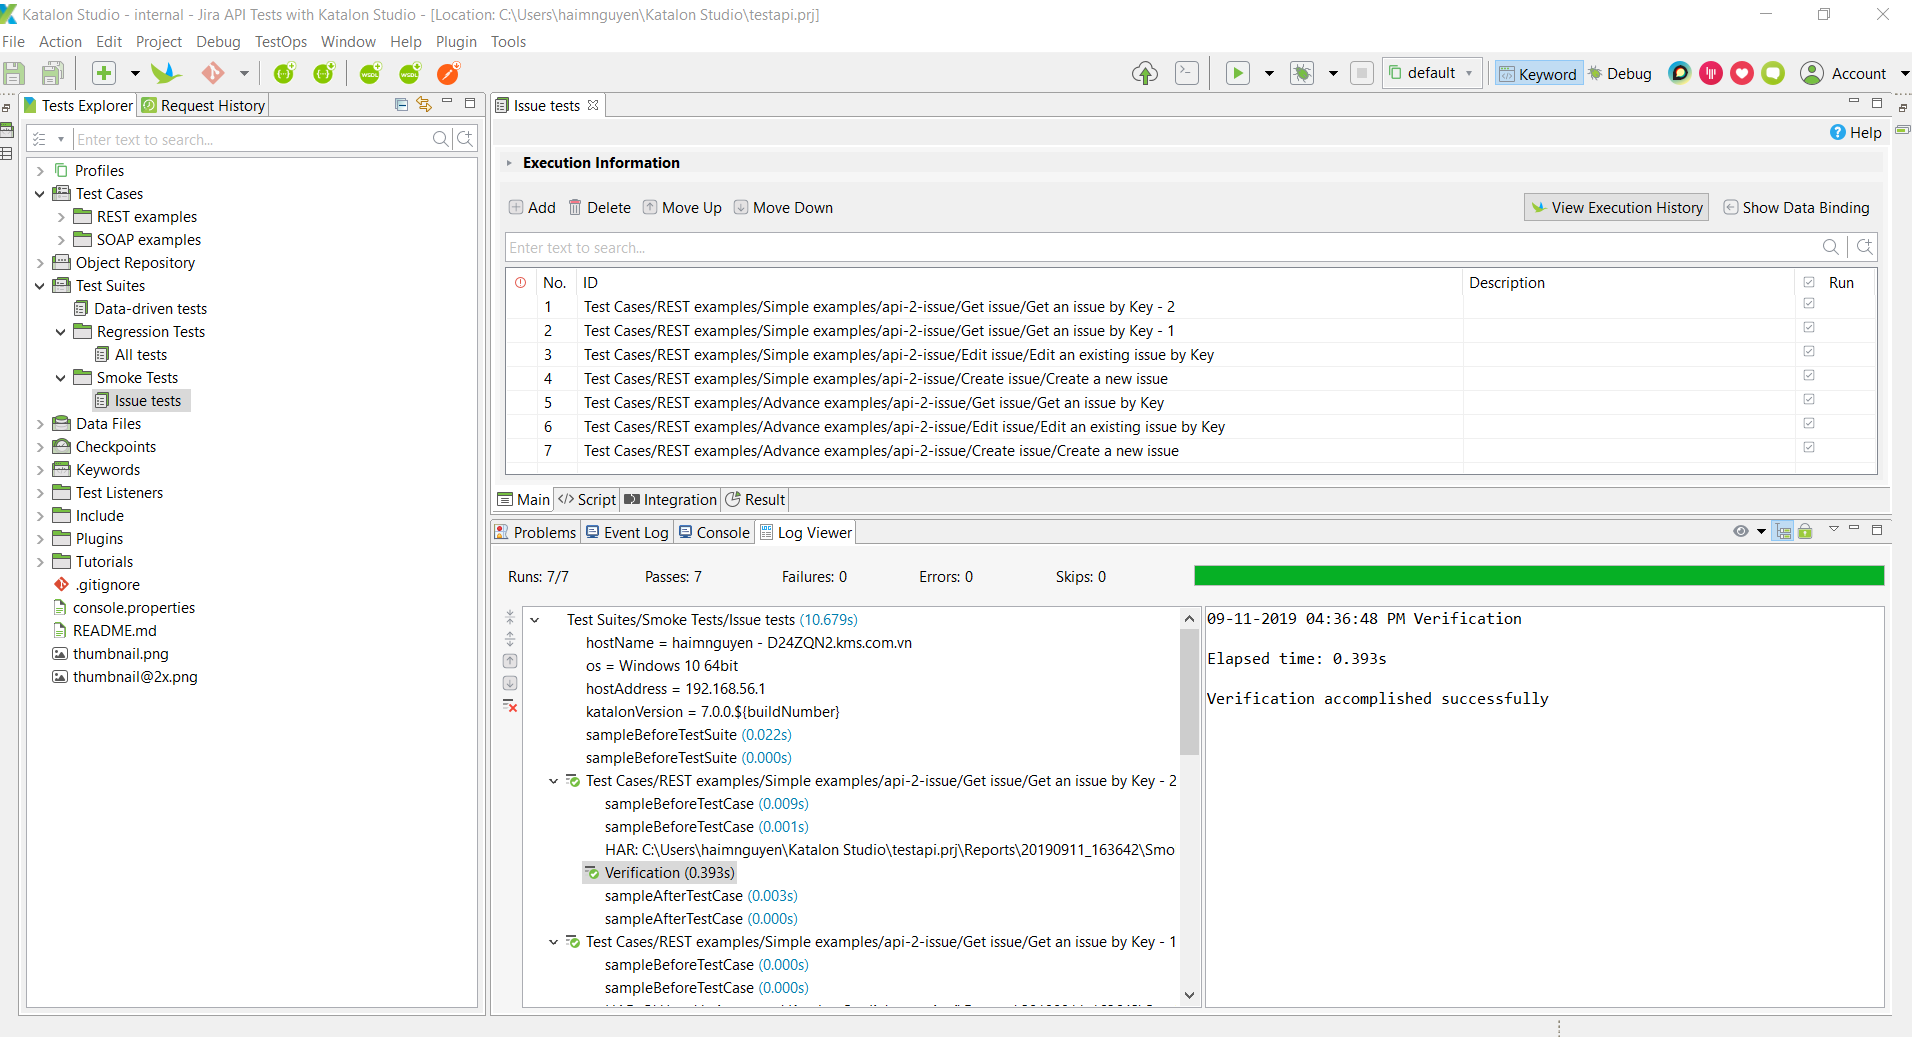 Katalon Studio - internal - Jira API Tests with Katalon Studio - [Location: C:\Users\haimnguyen\Katalon Studio\testapi.prj]
File Action Edit Project Debug TestOps Window Help Plugin Tools
default Keyword Debug Account
Tests Explorer Request History
Enter text to search...
Profiles
Test Cases
REST examples
SOAP examples
Object Repository
Test Suites
Data-driven tests
Regression Tests
All tests
Smoke Tests
Issue tests
Data Files
Checkpoints
Keywords
Test Listeners
Include
Plugins
Tutorials
.gitignore
console.properties
README.md
thumbnail.png
thumbnail@2x.png
Issue tests
Help
Execution Information
Add Delete Move Up Move Down View Execution History Show Data Binding
Enter text to search...
No. ID Description Run
1 Test Cases/REST examples/Simple examples/api-2-issue/Get issue/Get an issue by Key - 2
2 Test Cases/REST examples/Simple examples/api-2-issue/Get issue/Get an issue by Key - 1
3 Test Cases/REST examples/Simple examples/api-2-issue/Edit issue/Edit an existing issue by Key
4 Test Cases/REST examples/Simple examples/api-2-issue/Create issue/Create a new issue
5 Test Cases/REST examples/Advance examples/api-2-issue/Get issue/Get an issue by Key
6 Test Cases/REST examples/Advance examples/api-2-issue/Edit issue/Edit an existing issue by Key
7 Test Cases/REST examples/Advance examples/api-2-issue/Create issue/Create a new issue
Main Script Integration Result
Problems Event Log Console Log Viewer
Runs: 7/7 Passes: 7 Failures: 0 Errors: 0 Skips: 0
Test Suites/Smoke Tests/Issue tests (10.679s)
hostName = haimnguyen - D24ZQN2.kms.com.vn
os = Windows 10 64bit
hostAddress = 192.168.56.1
katalonVersion = 7.0.0.${buildNumber}
sampleBeforeTestSuite (0.022s)
sampleBeforeTestSuite (0.000s)
Test Cases/REST examples/Simple examples/api-2-issue/Get issue/Get an issue by Key - 2
sampleBeforeTestCase (0.009s)
sampleBeforeTestCase (0.001s)
HAR: C:\Users\haimnguyen\Katalon Studio\testapi.prj\Reports\20190911_163642\Smo
Verification (0.393s)
sampleAfterTestCase (0.003s)
sampleAfterTestCase (0.000s)
Test Cases/REST examples/Simple examples/api-2-issue/Get issue/Get an issue by Key - 1
sampleBeforeTestCase (0.000s)
sampleBeforeTestCase (0.000s)
09-11-2019 04:36:48 PM Verification
Elapsed time: 0.393s
Verification accomplished successfully